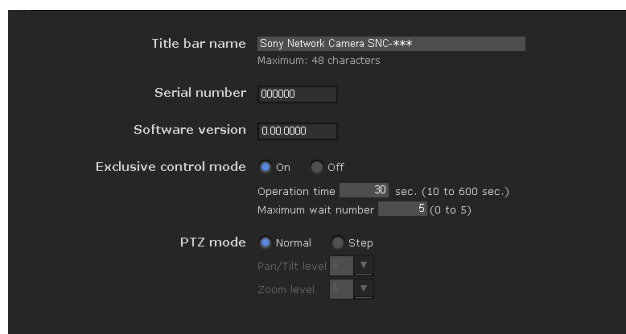 Title bar name Sony Network Camera SNC-***
Maximum: 48 characters
Serial number 000000
Software version 0.00.0000
Exclusive control mode On Off
Operation time 30 sec. (10 to 600 sec.)
Maximum wait number 5 (0 to 5)
PTZ mode Normal Step
Pan/Tilt level 1
Zoom level 1